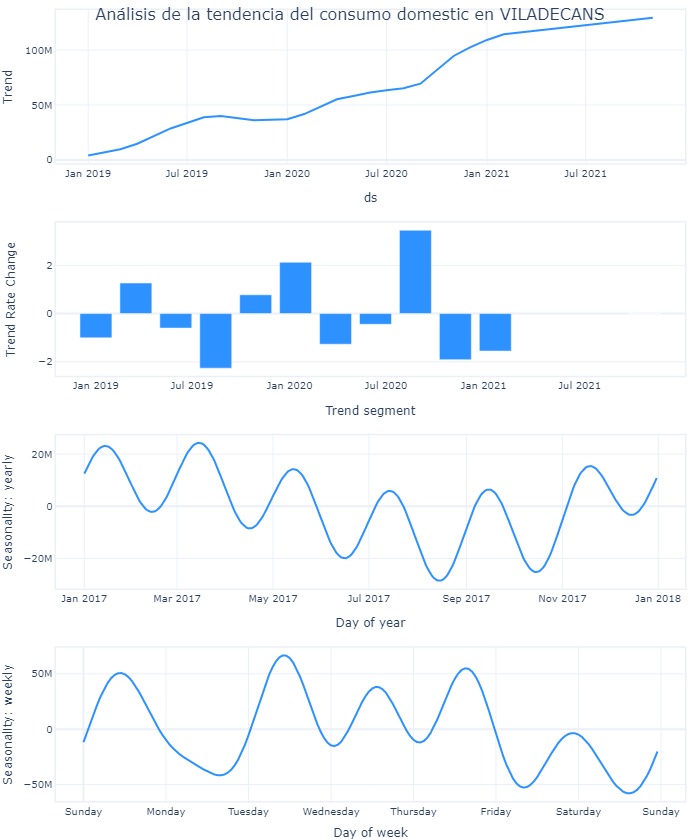 Análisis de la tendencia del consumo domestic en VILADECANS
100M
50M
0
Trend
Jan 2019 Jul 2019 Jan 2020 Jul 2020 Jan 2021 Jul 2021
ds
2
0
−2
Trend Rate Change
Jan 2019 Jul 2019 Jan 2020 Jul 2020 Jan 2021 Jul 2021
Trend segment
20M
0
−20M
Seasonality: yearly
Jan 2017 Mar 2017 May 2017 Jul 2017 Sep 2017 Nov 2017 Jan 2018
Day of year
50M
0
−50M
Seasonality: weekly
Sunday Monday Tuesday Wednesday Thursday Friday Saturday Sunday
Day of week